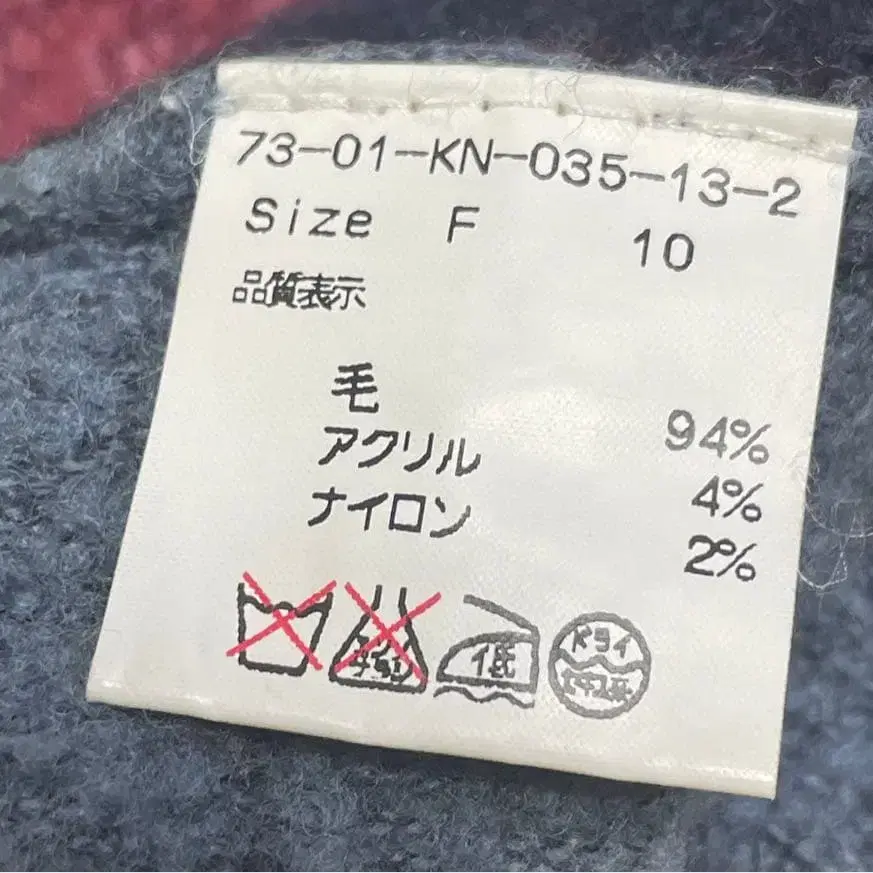 73-01-KN-035-13-2
Size F 10
品質表示
毛 94%
アクリル 4%
ナイロン 2%
低
ドライ